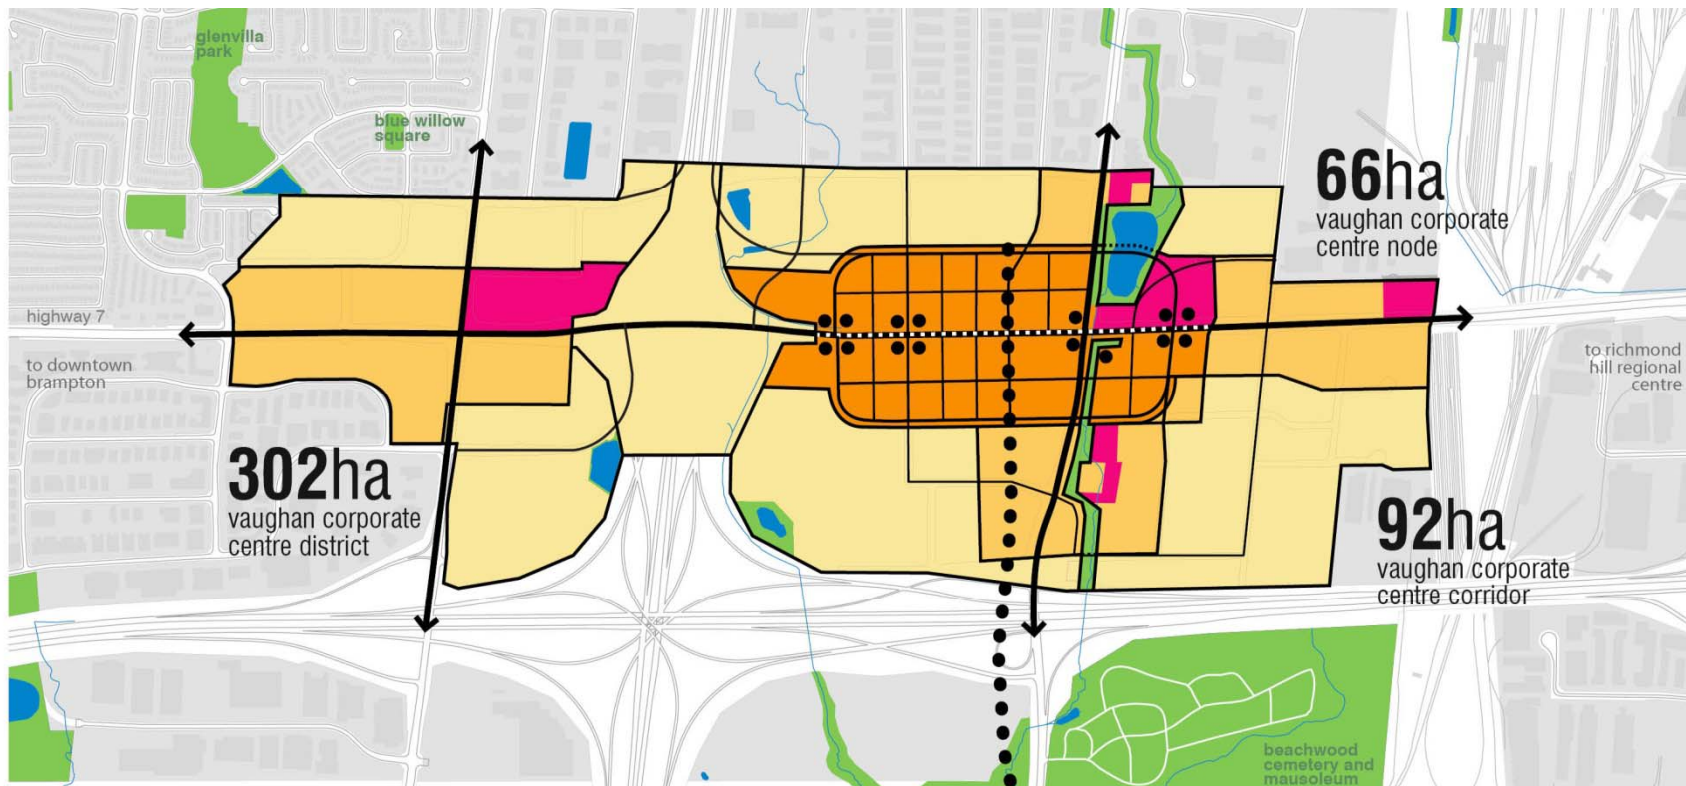 glenvilla
park
blue willow
square
66ha
vaughan corporate
centre node
highway 7
to downtown
brampton
to richmond
hill regional
centre
302ha
vaughan corporate
centre district
92ha
vaughan corporate
centre corridor
beachwood
cemetery and
mausoleum